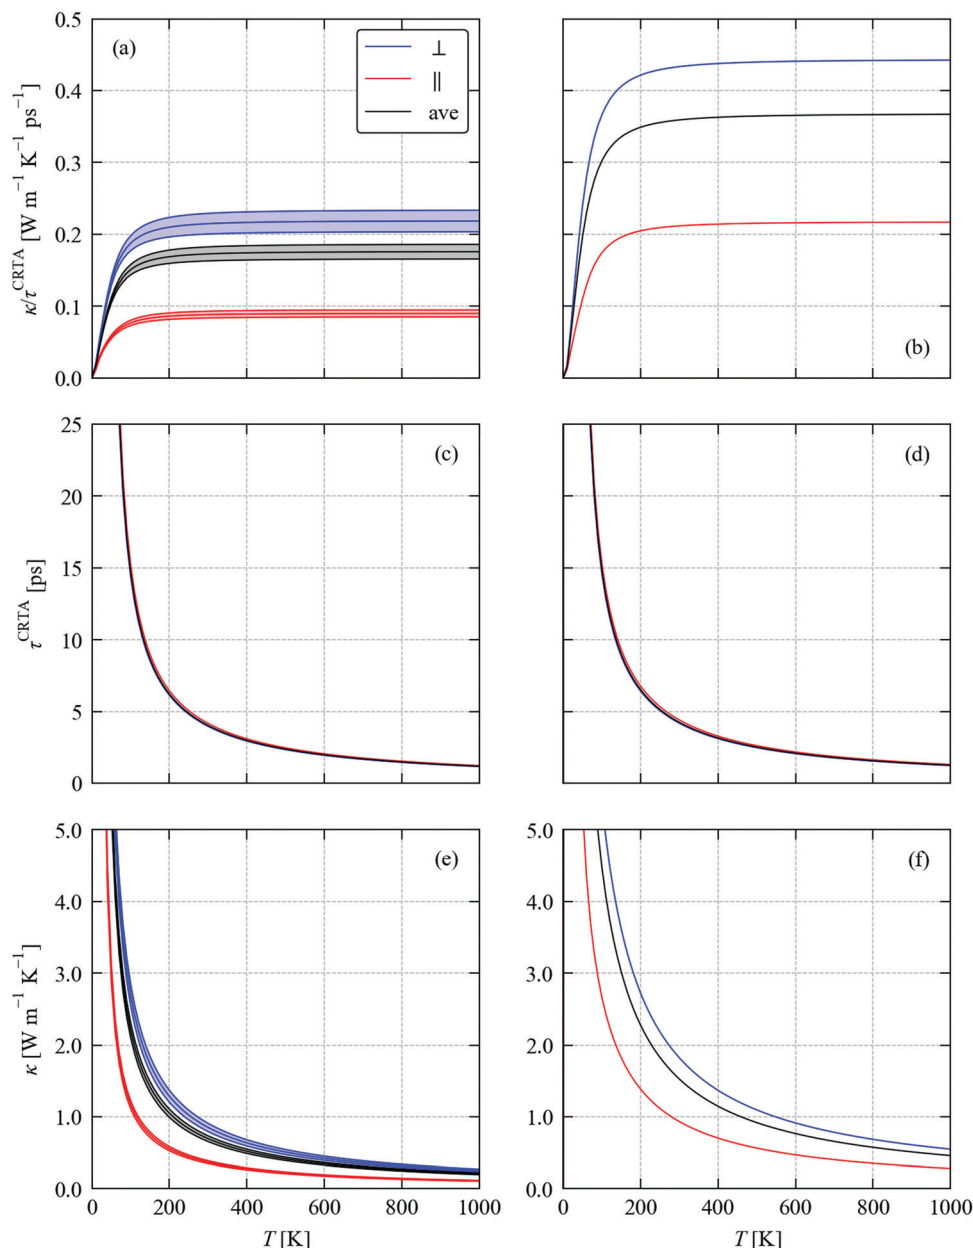 0.5
0.4
0.3
0.2
0.1
0.0
κ/τ^CRTA [W m⁻¹ K⁻¹ ps⁻¹]
(a)
⊥
∥
ave
(b)
25
20
15
10
5
0
τ^CRTA [ps]
(c)
(d)
5.0
4.0
3.0
2.0
1.0
0.0
κ [W m⁻¹ K⁻¹]
(e)
0 200 400 600 800 1000
T [K]
5.0
4.0
3.0
2.0
1.0
0.0
(f)
0 200 400 600 800 1000
T [K]